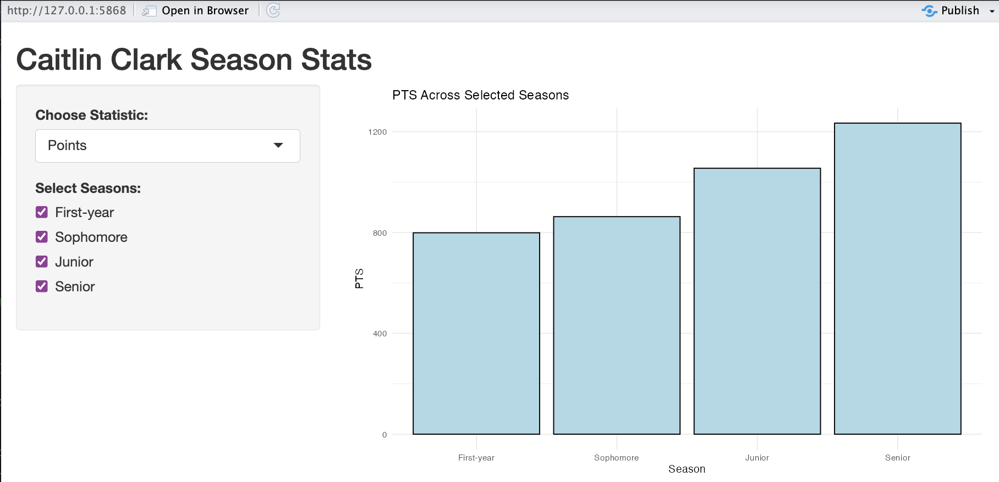 http://127.0.0.1:5868 Open in Browser Publish
Caitlin Clark Season Stats
Choose Statistic:
Points
Select Seasons:
First-year
Sophomore
Junior
Senior
PTS Across Selected Seasons
PTS
1200
800
400
0
First-year Sophomore Junior Senior
Season